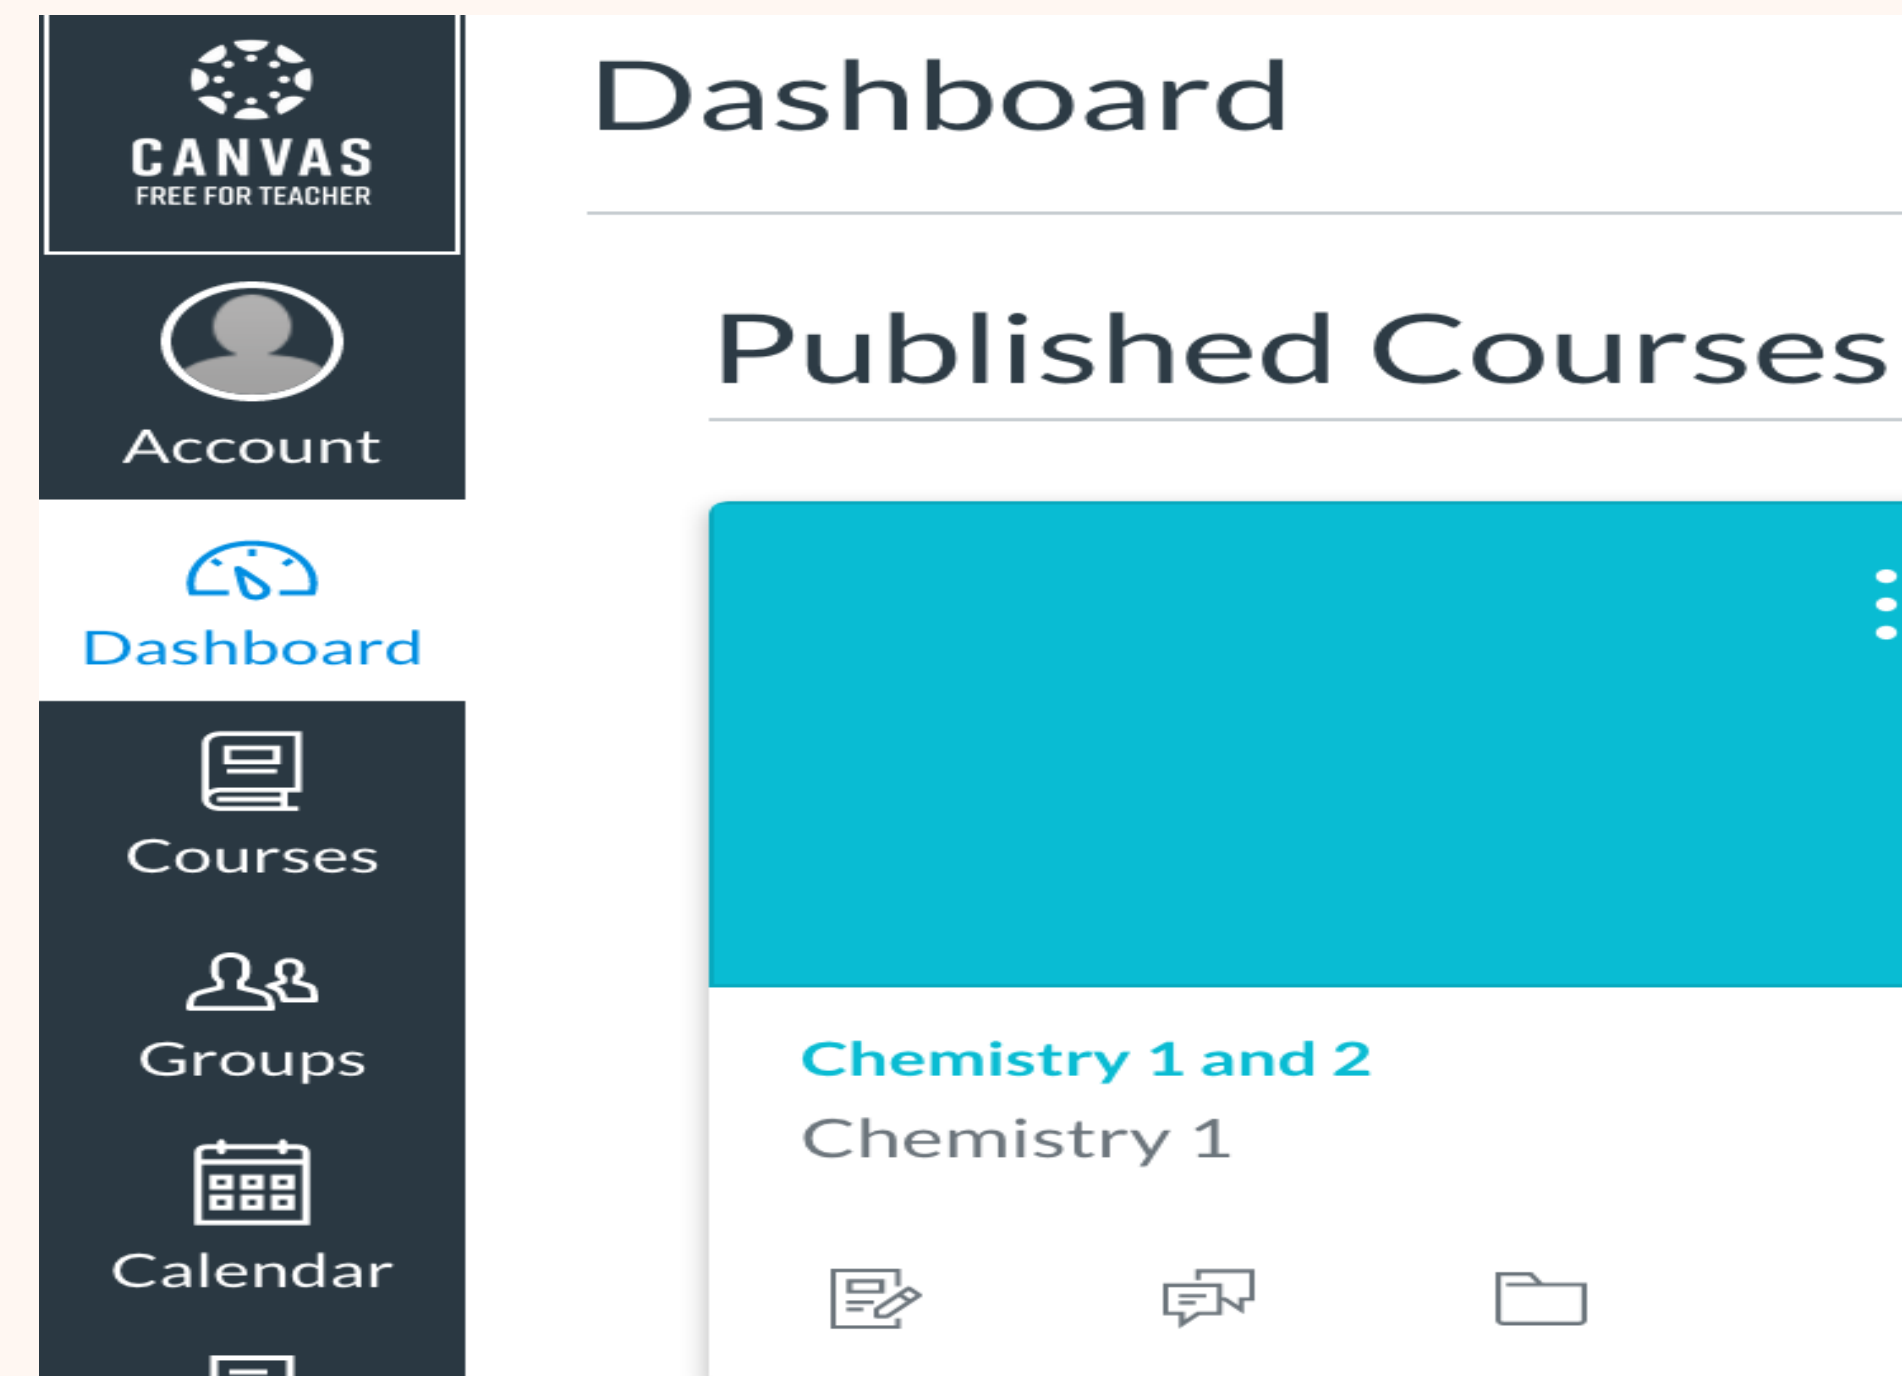 CANVAS
FREE FOR TEACHER
Account
Dashboard
Courses
Groups
Calendar
Dashboard
Published Courses
Chemistry 1 and 2
Chemistry 1